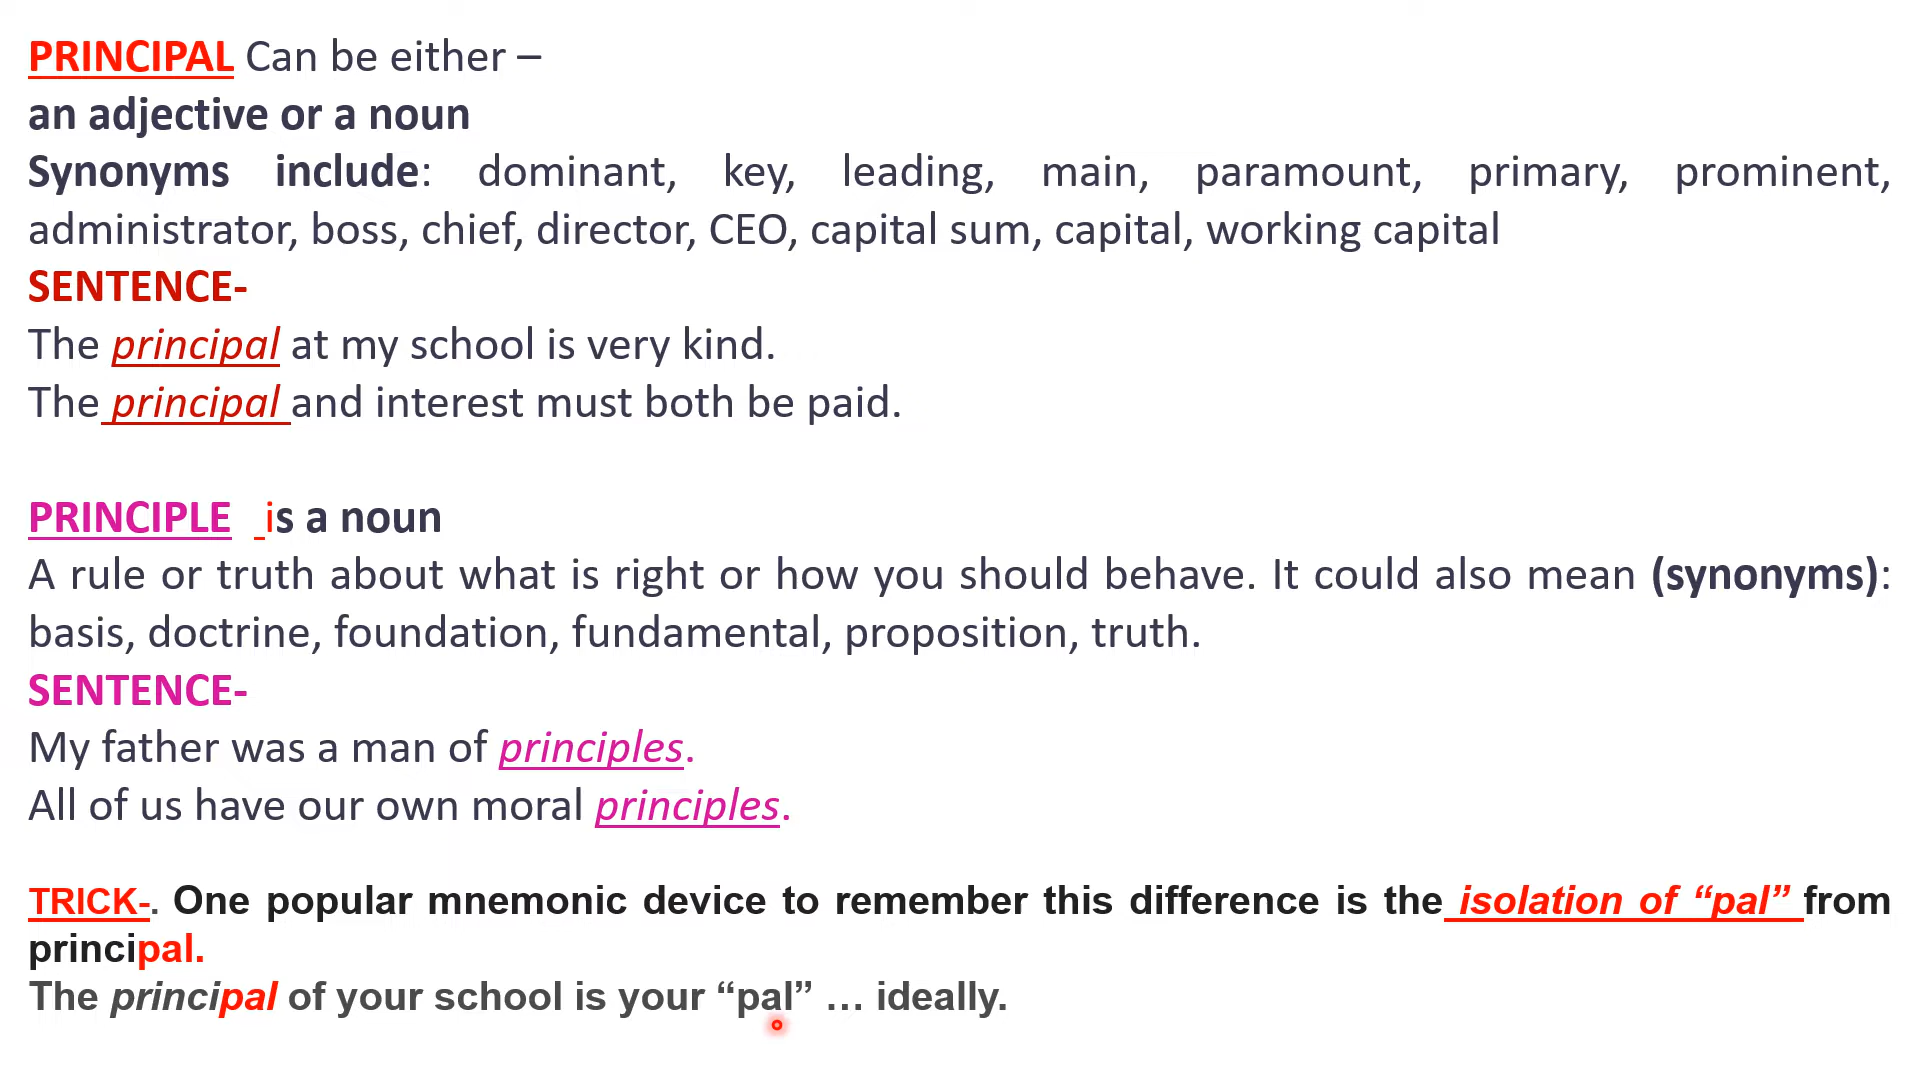 PRINCIPAL Can be either –
an adjective or a noun
Synonyms include: dominant, key, leading, main, paramount, primary, prominent,
administrator, boss, chief, director, CEO, capital sum, capital, working capital
SENTENCE-
The principal at my school is very kind.
The principal and interest must both be paid.
PRINCIPLE is a noun
A rule or truth about what is right or how you should behave. It could also mean (synonyms):
basis, doctrine, foundation, fundamental, proposition, truth.
SENTENCE-
My father was a man of principles.
All of us have our own moral principles.
TRICK-. One popular mnemonic device to remember this difference is the isolation of “pal” from
principal.
The principal of your school is your “pal” … ideally.